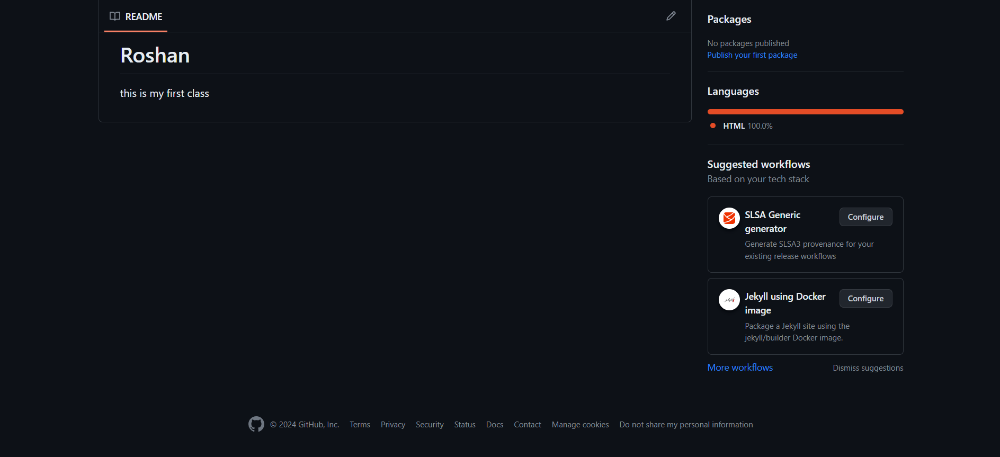 README
Roshan
this is my first class
Packages
No packages published
Publish your first package
Languages
HTML 100.0%
Suggested workflows
Based on your tech stack
SLSA Generic
generator
Configure
Generate SLSA3 provenance for your
existing release workflows
Jekyll using Docker
image
Configure
Package a Jekyll site using the
jekyll/builder Docker image.
More workflows
Dismiss suggestions
© 2024 GitHub, Inc. Terms Privacy Security Status Docs Contact Manage cookies Do not share my personal information